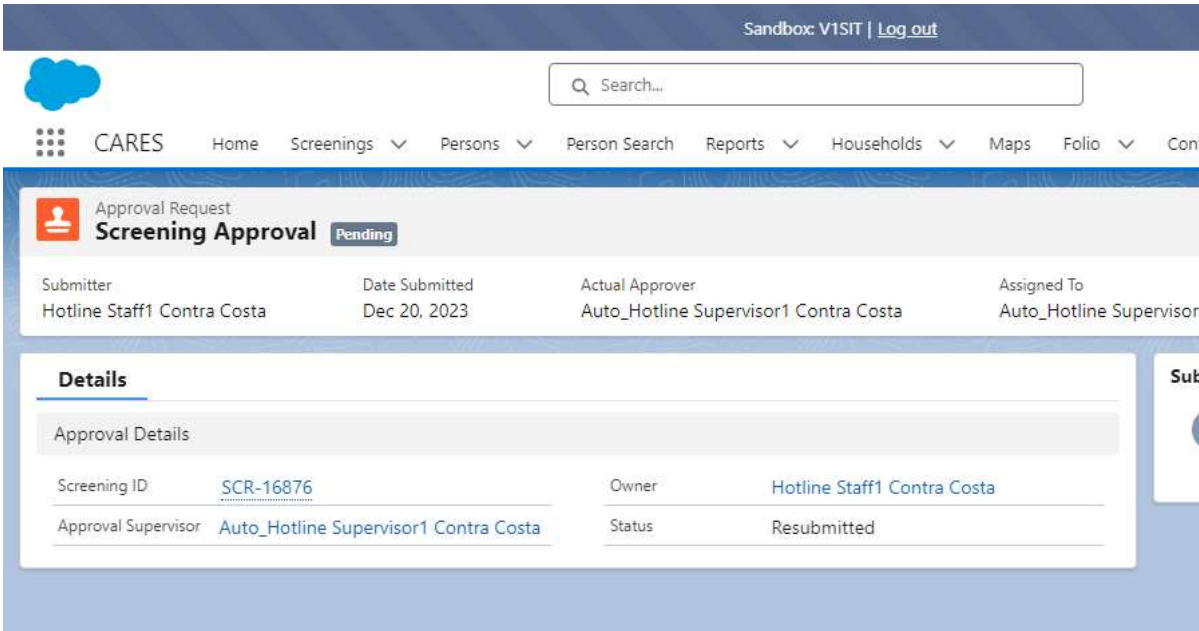 Sandbox: V1SIT | Log out
Search...
CARES Home Screenings Persons Person Search Reports Households Maps Folio
Approval Request
Screening Approval Pending
Submitter Date Submitted Actual Approver Assigned To
Hotline Staff1 Contra Costa Dec 20, 2023 Auto_Hotline Supervisor1 Contra Costa Auto_Hotline Supervisor
Details
Approval Details
Screening ID SCR-16876 Owner Hotline Staff1 Contra Costa
Approval Supervisor Auto_Hotline Supervisor1 Contra Costa Status Resubmitted